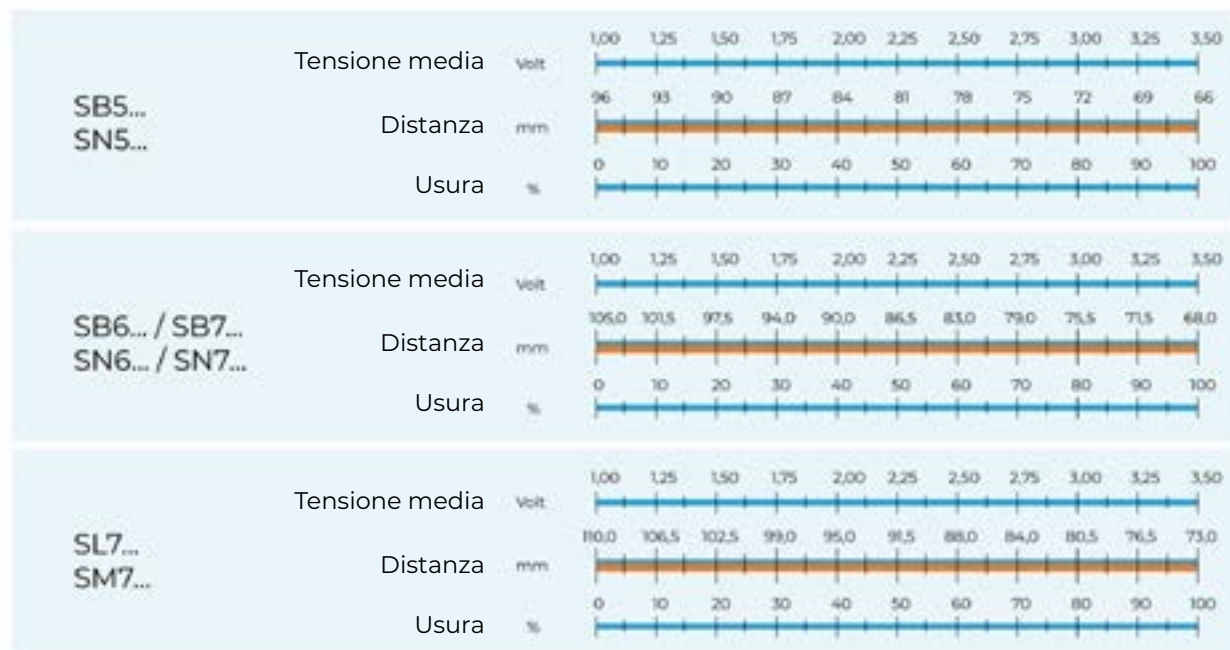 1,00 1,25 1,50 1,75 2,00 2,25 2,50 2,75 3,00 3,25 3,50
Tensione media Volt
96 93 90 87 84 81 78 75 72 69 66
SB5...
SN5...
Distanza mm
0 10 20 30 40 50 60 70 80 90 100
Usura %
1,00 1,25 1,50 1,75 2,00 2,25 2,50 2,75 3,00 3,25 3,50
Tensione media Volt
105,0 101,5 97,5 94,0 90,0 86,5 83,0 79,0 75,5 71,5 68,0
SB6... / SB7...
SN6... / SN7...
Distanza mm
0 10 20 30 40 50 60 70 80 90 100
Usura %
1,00 1,25 1,50 1,75 2,00 2,25 2,50 2,75 3,00 3,25 3,50
Tensione media Volt
110,0 106,5 102,5 99,0 95,0 91,5 88,0 84,0 80,5 76,5 73,0
SL7...
SM7...
Distanza mm
0 10 20 30 40 50 60 70 80 90 100
Usura %